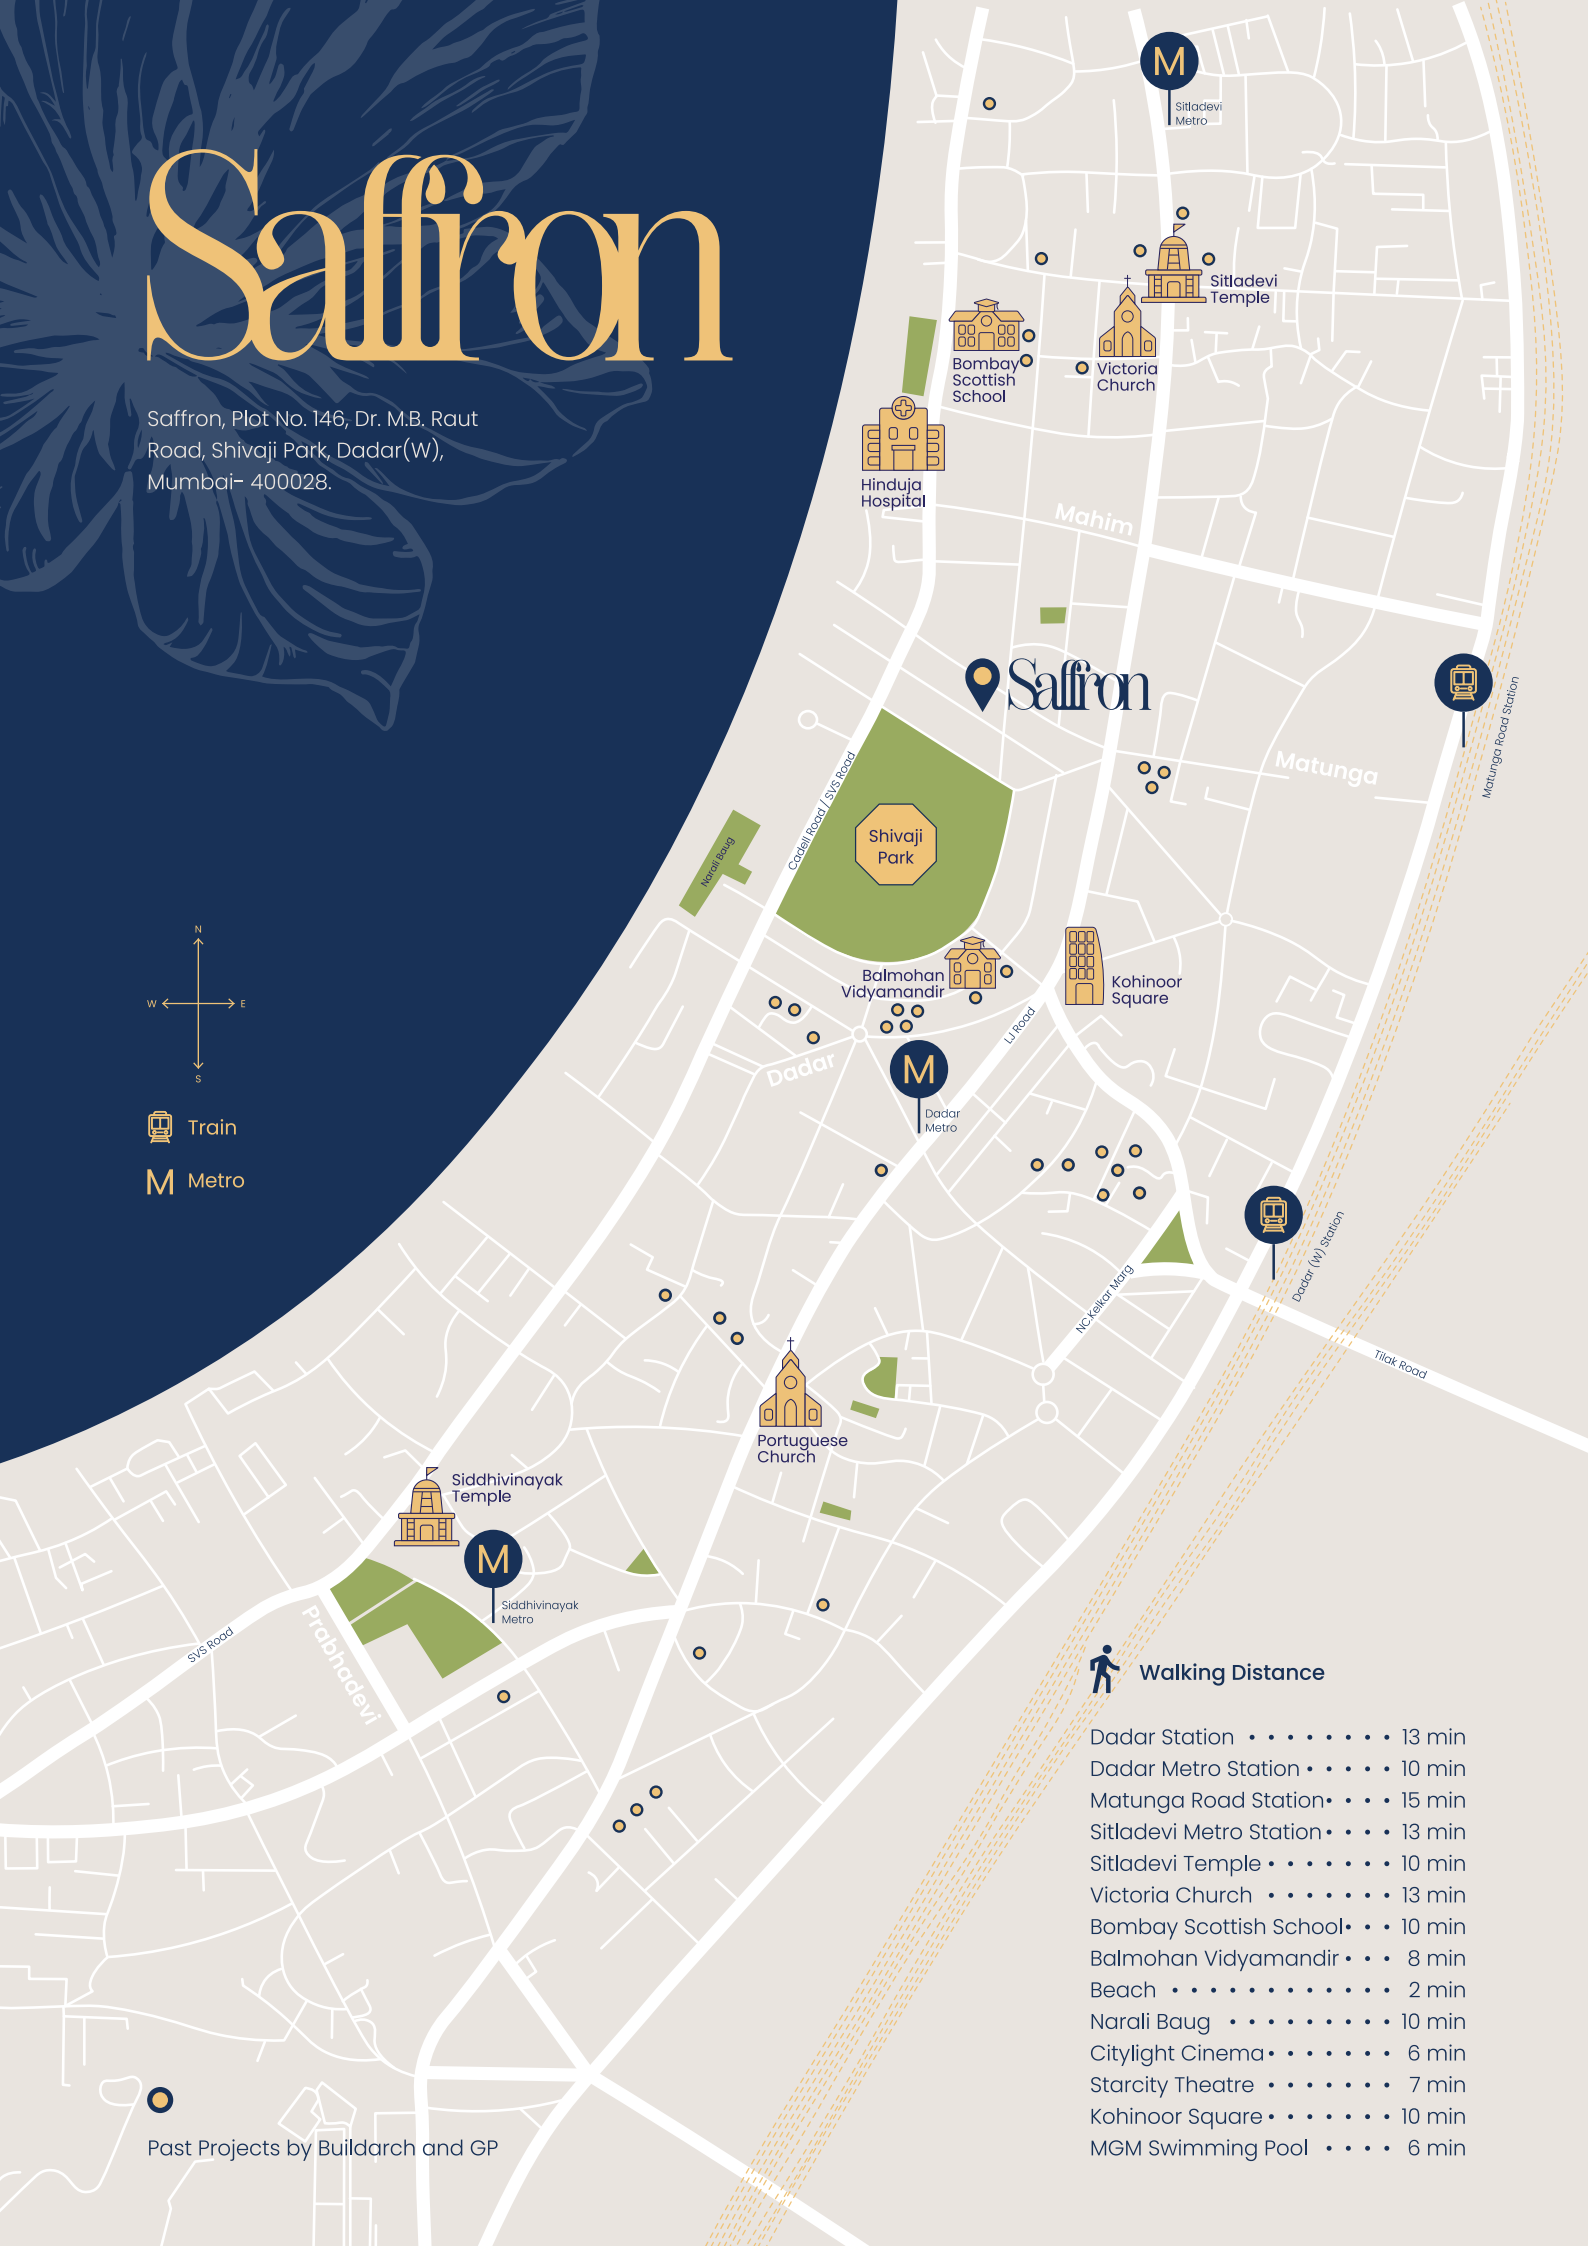 Saffron
Saffron, Plot No. 146, Dr. M.B. Raut
Road, Shivaji Park, Dadar(W),
Mumbai- 400028.
N
W
E
S
Train
M Metro
M
Sitladevi
Metro
Sitladevi
Temple
Bombay
Scottish
School
Victoria
Church
Hinduja
Hospital
Mahim
Saffron
Matunga Road Station
Matunga
Cadell Road / SVS Road
Shivaji
Park
Narali Baug
Balmohan
Vidyamandir
Kohinoor
Square
LJ Road
Dadar
M
Dadar
Metro
Dadar (W) Station
NC.Kelkar Marg
Tilak Road
Portuguese
Church
Siddhivinayak
Temple
M
Siddhivinayak
Metro
SVS Road
Prabhadevi
Walking Distance
Dadar Station • • • • • • • • 13 min
Dadar Metro Station • • • • • 10 min
Matunga Road Station • • • • 15 min
Sitladevi Metro Station • • • • 13 min
Sitladevi Temple • • • • • • • 10 min
Victoria Church • • • • • • • 13 min
Bombay Scottish School • • • 10 min
Balmohan Vidyamandir • • • 8 min
Beach • • • • • • • • • • • • 2 min
Narali Baug • • • • • • • • • 10 min
Citylight Cinema • • • • • • • 6 min
Starcity Theatre • • • • • • • 7 min
Kohinoor Square • • • • • • • 10 min
MGM Swimming Pool • • • • 6 min
Past Projects by Buildarch and GP